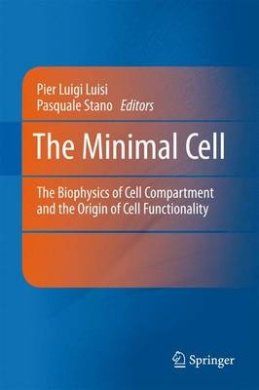 Pier Luigi Luisi
Pasquale Stano Editors
The Minimal Cell
The Biophysics of Cell Compartment
and the Origin of Cell Functionality
Springer